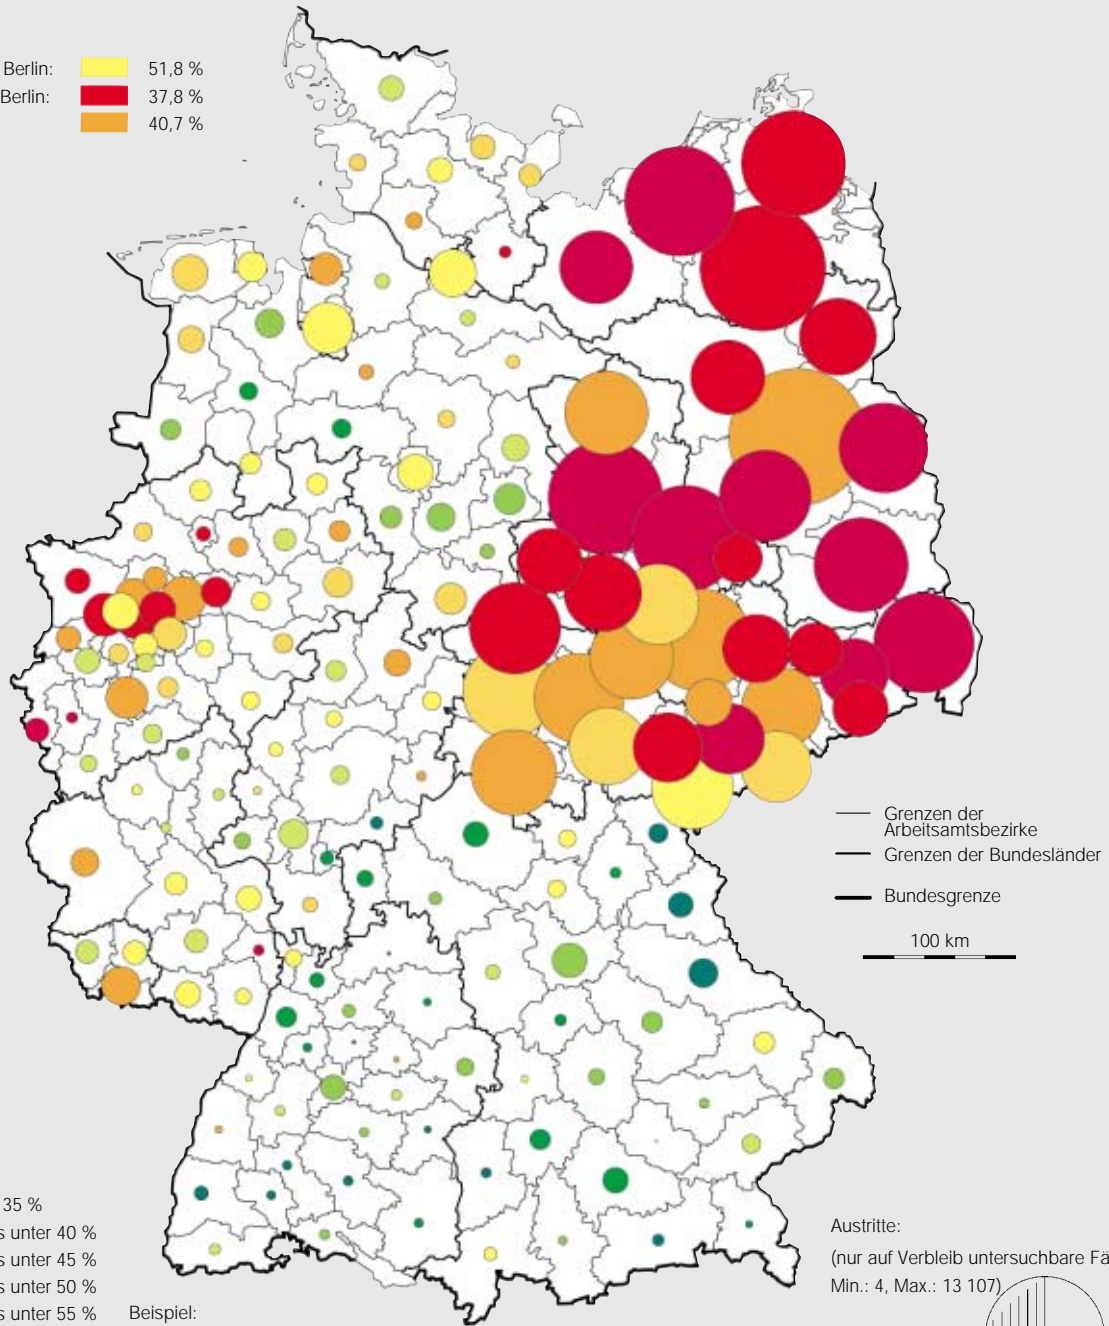 Berlin: 51,8 %
Berlin: 37,8 %
40,7 %
Grenzen der
Arbeitsamtsbezirke
Grenzen der Bundesländer
Bundesgrenze
100 km
35 %
unter 40 %
unter 45 %
unter 50 %
unter 55 %
Beispiel:
Austritte:
(nur auf Verbleib untersuchbare
Min.: 4, Max.: 13 107)